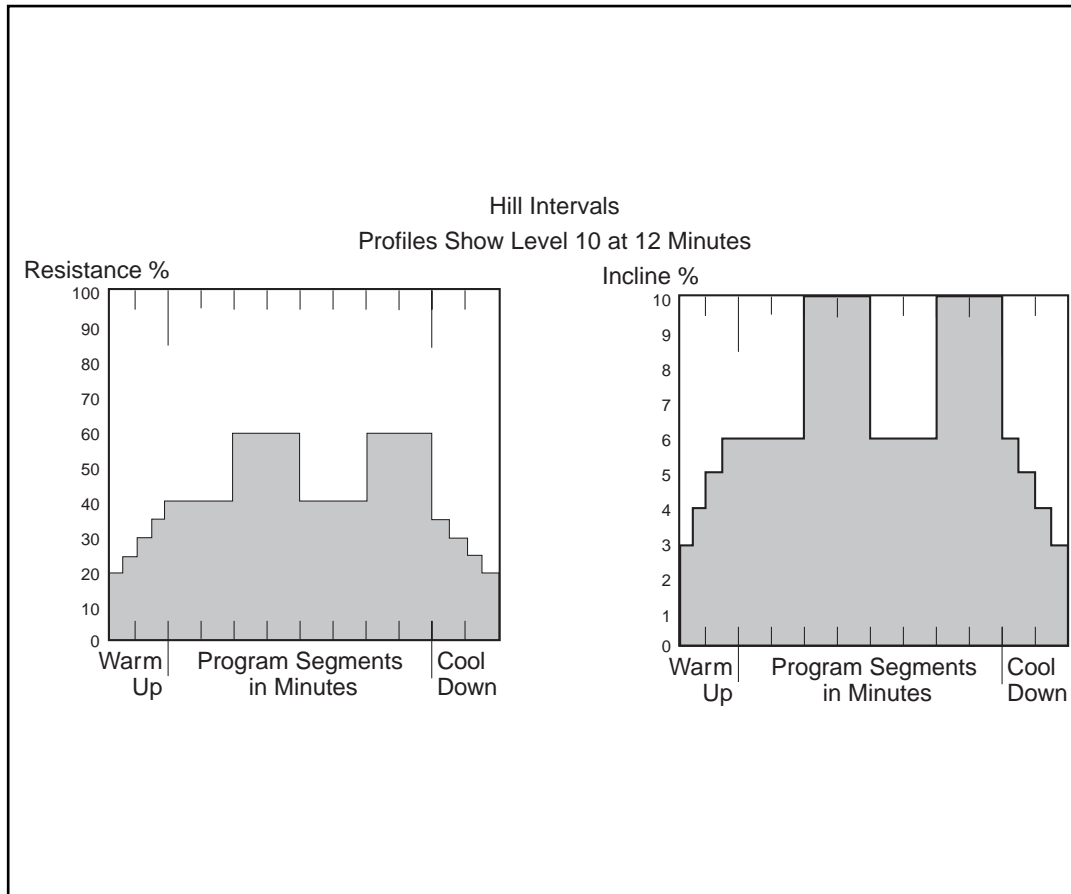 Hill Intervals
Profiles Show Level 10 at 12 Minutes
Resistance %
100
90
80
70
60
50
40
30
20
10
0
Warm
Up
Program Segments
in Minutes
Cool
Down
Incline %
10
9
8
7
6
5
4
3
2
1
0
Warm
Up
Program Segments
in Minutes
Cool
Down